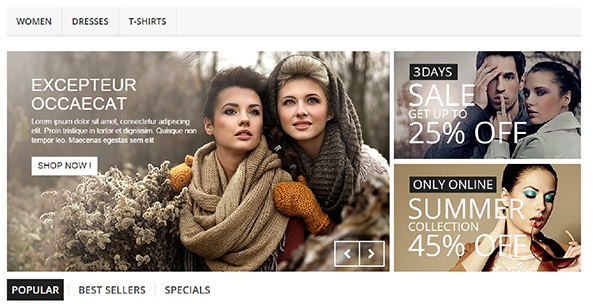 WOMEN DRESSES T-SHIRTS
EXCEPTEUR
OCCAECAT
Lorem ipsum dolor sit amet, consectetur adipiscing
elit. Proin tristique in tortor et dignissim. Quisque non
tempor leo. Maecenas egestas sem elit
SHOP NOW !
3DAYS
SALE
GET UP TO
25% OFF
ONLY ONLINE
SUMMER
COLLECTION
45% OFF
POPULAR BEST SELLERS SPECIALS